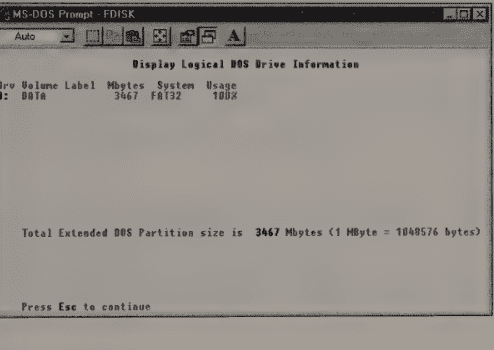 MS-DOS Prompt - FDISK
Auto
A
Display Logical DOS Drive Information
Drv Volume Label Mbytes System Usage
DATA 3467 FAT32 100%
Total Extended DOS Partition size is 3467 Mbytes (1 MByte = 1048576 bytes)
Press Esc to continue